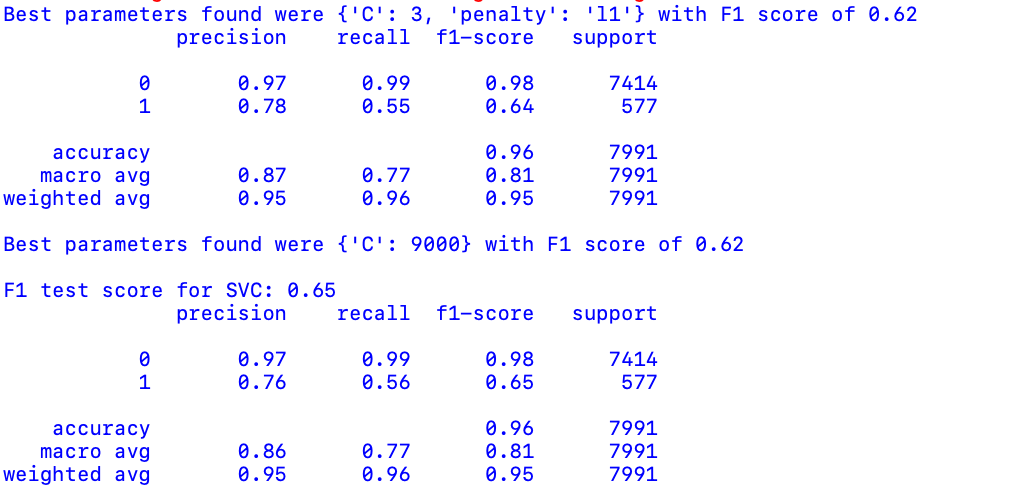 Best parameters found were {'C': 3, 'penalty': 'l1'} with F1 score of 0.62
precision recall f1-score support
0 0.97 0.99 0.98 7414
1 0.78 0.55 0.64 577
accuracy 0.96 7991
macro avg 0.87 0.77 0.81 7991
weighted avg 0.95 0.96 0.95 7991
Best parameters found were {'C': 9000} with F1 score of 0.62
F1 test score for SVC: 0.65
precision recall f1-score support
0 0.97 0.99 0.98 7414
1 0.76 0.56 0.65 577
accuracy 0.96 7991
macro avg 0.86 0.77 0.81 7991
weighted avg 0.95 0.96 0.95 7991